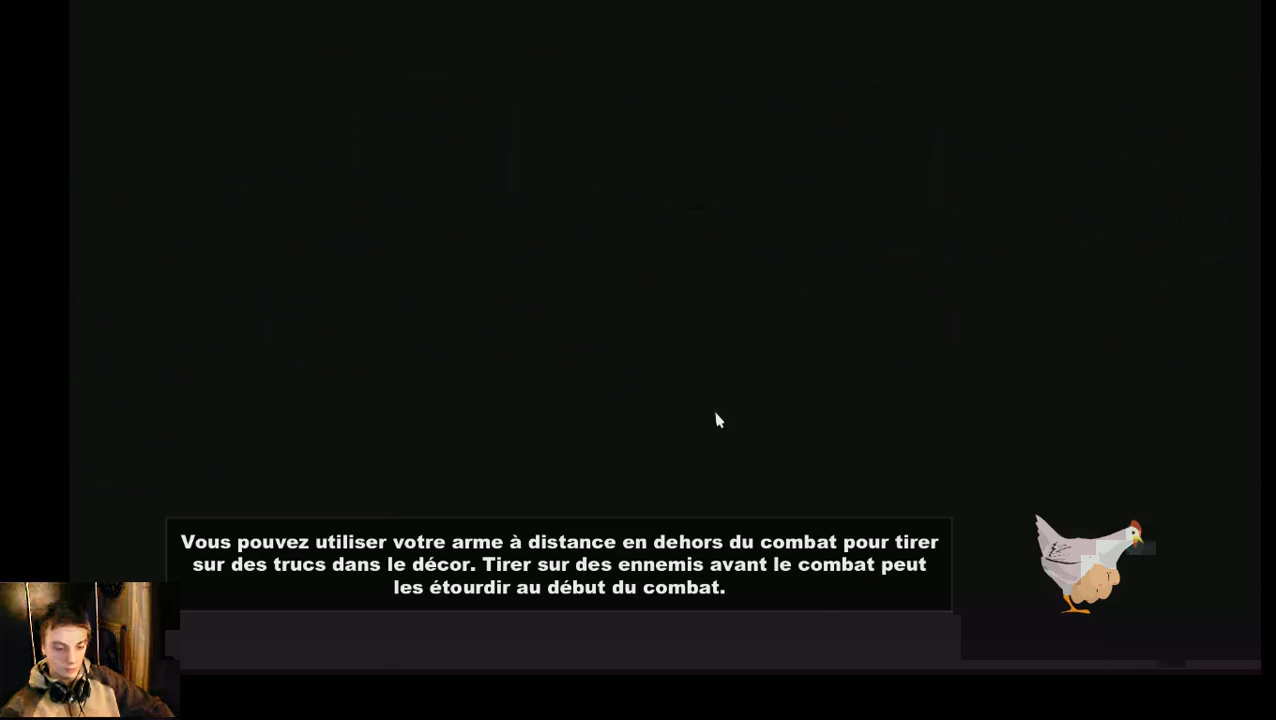 Vous pouvez utiliser votre arme à distance en dehors du combat pour tirer
sur des trucs dans le décor. Tirer sur des ennemis avant le combat peut
les étourdir au début du combat.